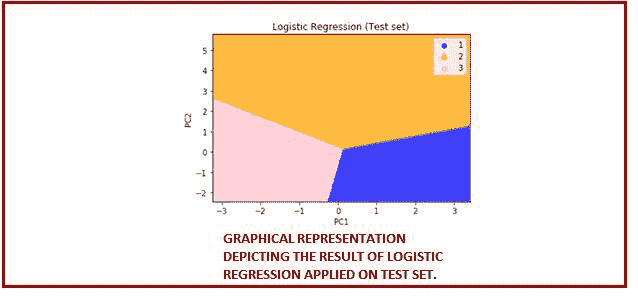 Logistic Regression (Test set)
1
2
3
5
4
3
2
1
0
−1
−2
PC2
−3 −2 −1 0 1 2 3
PC1
GRAPHICAL REPRESENTATION
DEPICTING THE RESULT OF LOGISTIC
REGRESSION APPLIED ON TEST SET.